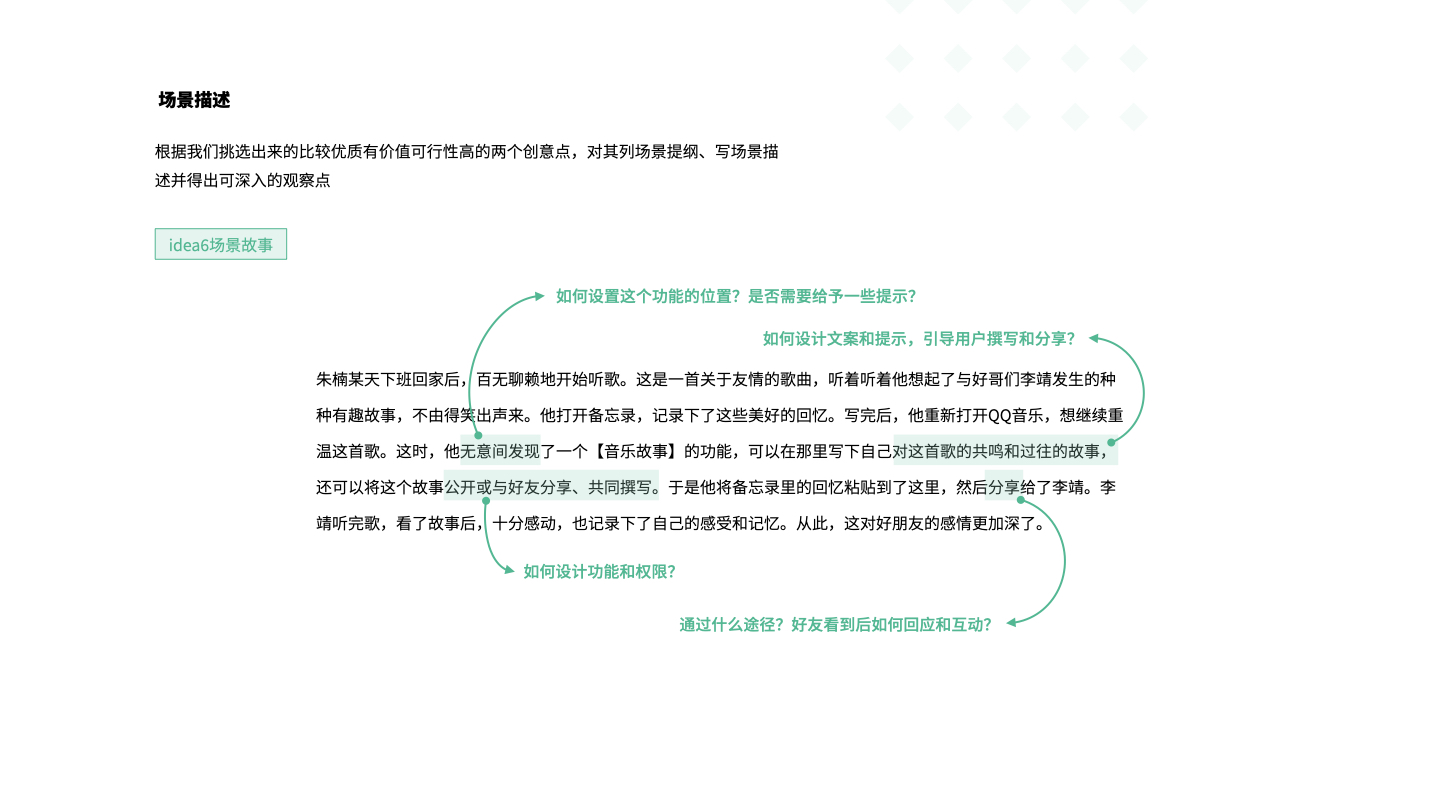 场景描述
根据我们挑选出来的比较优质有价值可行性高的两个创意点，对其列场景提纲、写场景描
述并得出可深入的观察点
idea6场景故事
如何设置这个功能的位置？是否需要给予一些提示？
如何设计文案和提示，引导用户撰写和分享？
朱楠某天下班回家后，百无聊赖地开始听歌。这是一首关于友情的歌曲，听着听着他想起了与好哥们李靖发生的种
种有趣故事，不由得笑出声来。他打开备忘录，记录下了这些美好的回忆。写完后，他重新打开QQ音乐，想继续重
温这首歌。这时，他无意间发现了一个【音乐故事】的功能，可以在那里写下自己对这首歌的共鸣和过往的故事，
还可以将这个故事公开或与好友分享、共同撰写。于是他将备忘录里的回忆粘贴到了这里，然后分享给了李靖。李
靖听完歌，看了故事后，十分感动，也记录下了自己的感受和记忆。从此，这对好朋友的感情更加深了。
如何设计功能和权限？
通过什么途径？好友看到后如何回应和互动？